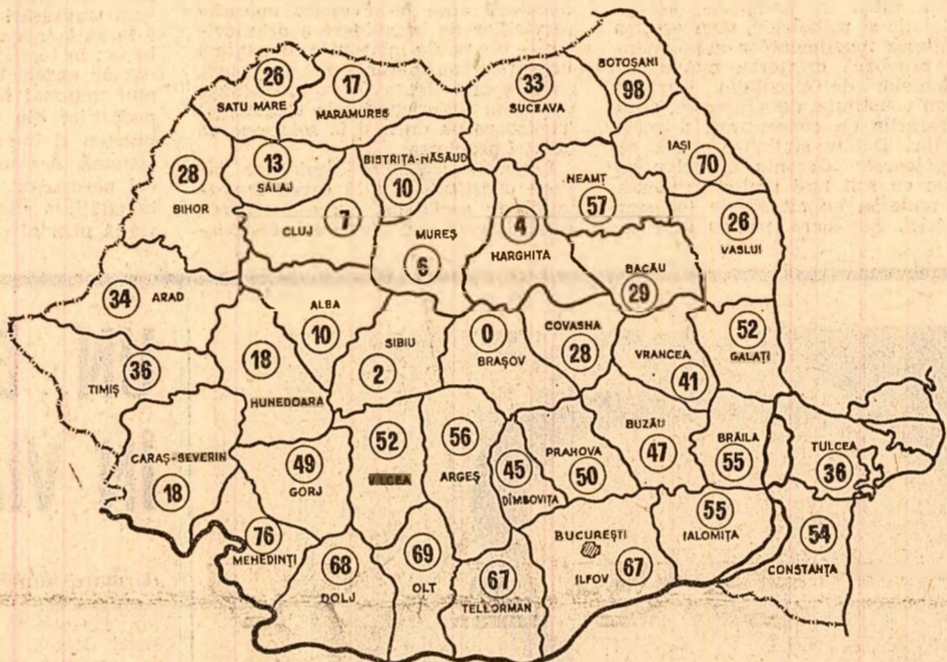 26
SATU MARE
17
MARAMUREȘ
33
SUCEAVA
BOTOȘANI
98
28
BIHOR
13
SĂLAJ
BISTRIȚA-NĂSĂUD
10
NEAMȚ
57
IAȘI
70
CLUJ
7
MUREȘ
6
4
HARGHITA
26
VASLUI
BACĂU
29
34
ARAD
ALBA
10
SIBIU
2
0
BRAȘOV
COVASHA
28
VRANCEA
41
52
GALAȚI
36
TIMIȘ
18
HUNEDOARA
CARAȘ-SEVERIN
18
49
GORJ
52
VÎLCEA
56
ARGEȘ
45
DÎMBOVIȚA
PRAHOVA
50
BUZĂU
47
BRĂILA
55
TULCEA
36
76
MEHEDINȚI
68
DOLJ
69
OLT
67
TELLORMAN
BUCUREȘTI
ILFOV
67
55
IALOMIȚA
54
CONSTANȚA